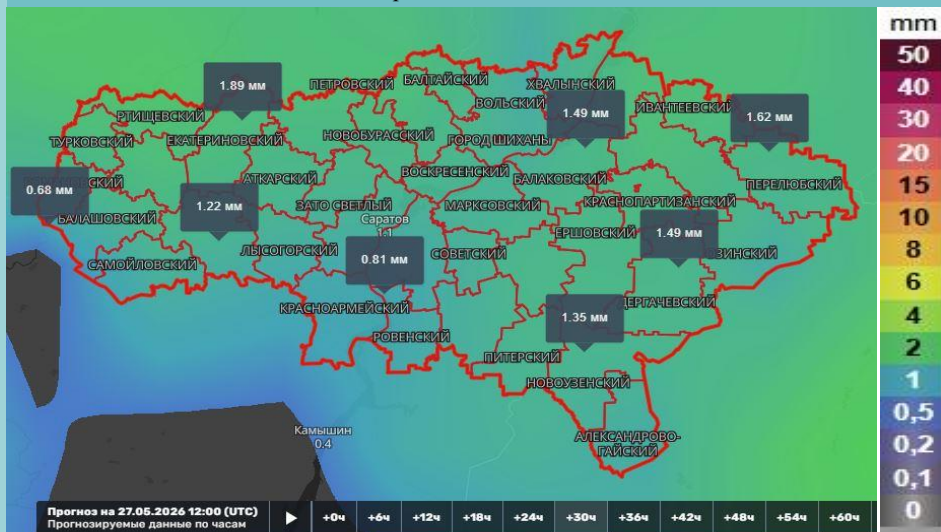 mm
50
40
30
20
15
10
8
6
4
2
1
0,5
0,2
0,1
0
1.89 мм
ПЕТРОВСКИЙ
БАЛТАЙСКИЙ
ХВАЛЫНСКИЙ
ВОЛЬСКИЙ
1.49 мм
ИВАНТЕЕВСКИЙ
1.62 мм
РТИЩЕВСКИЙ
ТУРКОВСКИЙ
ЕКАТЕРИНОВСКИЙ
НОВОБУРАССКИЙ
ГОРОД ШИХАНЫ
0.68 мм
АТКАРСКИЙ
ВОСКРЕСЕНСКИЙ
БАЛАКОВСКИЙ
ПЕРЕЛЮБСКИЙ
1.22 мм
ЗАТО СВЕТЛЫЙ
МАРКСОВСКИЙ
КРАСНОПАРТИЗАНСКИЙ
БАЛАШОВСКИЙ
Саратов
1.1
ЕРШОВСКИЙ
1.49 мм
ЗИНСКИЙ
ЛЫСОГОРСКИЙ
0.81 мм
СОВЕТСКИЙ
САМОЙЛОВСКИЙ
КРАСНОАРМЕЙСКИЙ
1.35 мм
ДЕРГАЧЕВСКИЙ
РОВЕНСКИЙ
ПИТЕРСКИЙ
НОВОУЗЕНСКИЙ
Камышин
0.4
АЛЕКСАНДРОВО-
ГАЙСКИЙ
Прогноз на 27.05.2026 12:00 (UTC)
Прогнозируемые данные по часам
+0ч +6ч +12ч +18ч +24ч +30ч +36ч +42ч +48ч +54ч +60ч